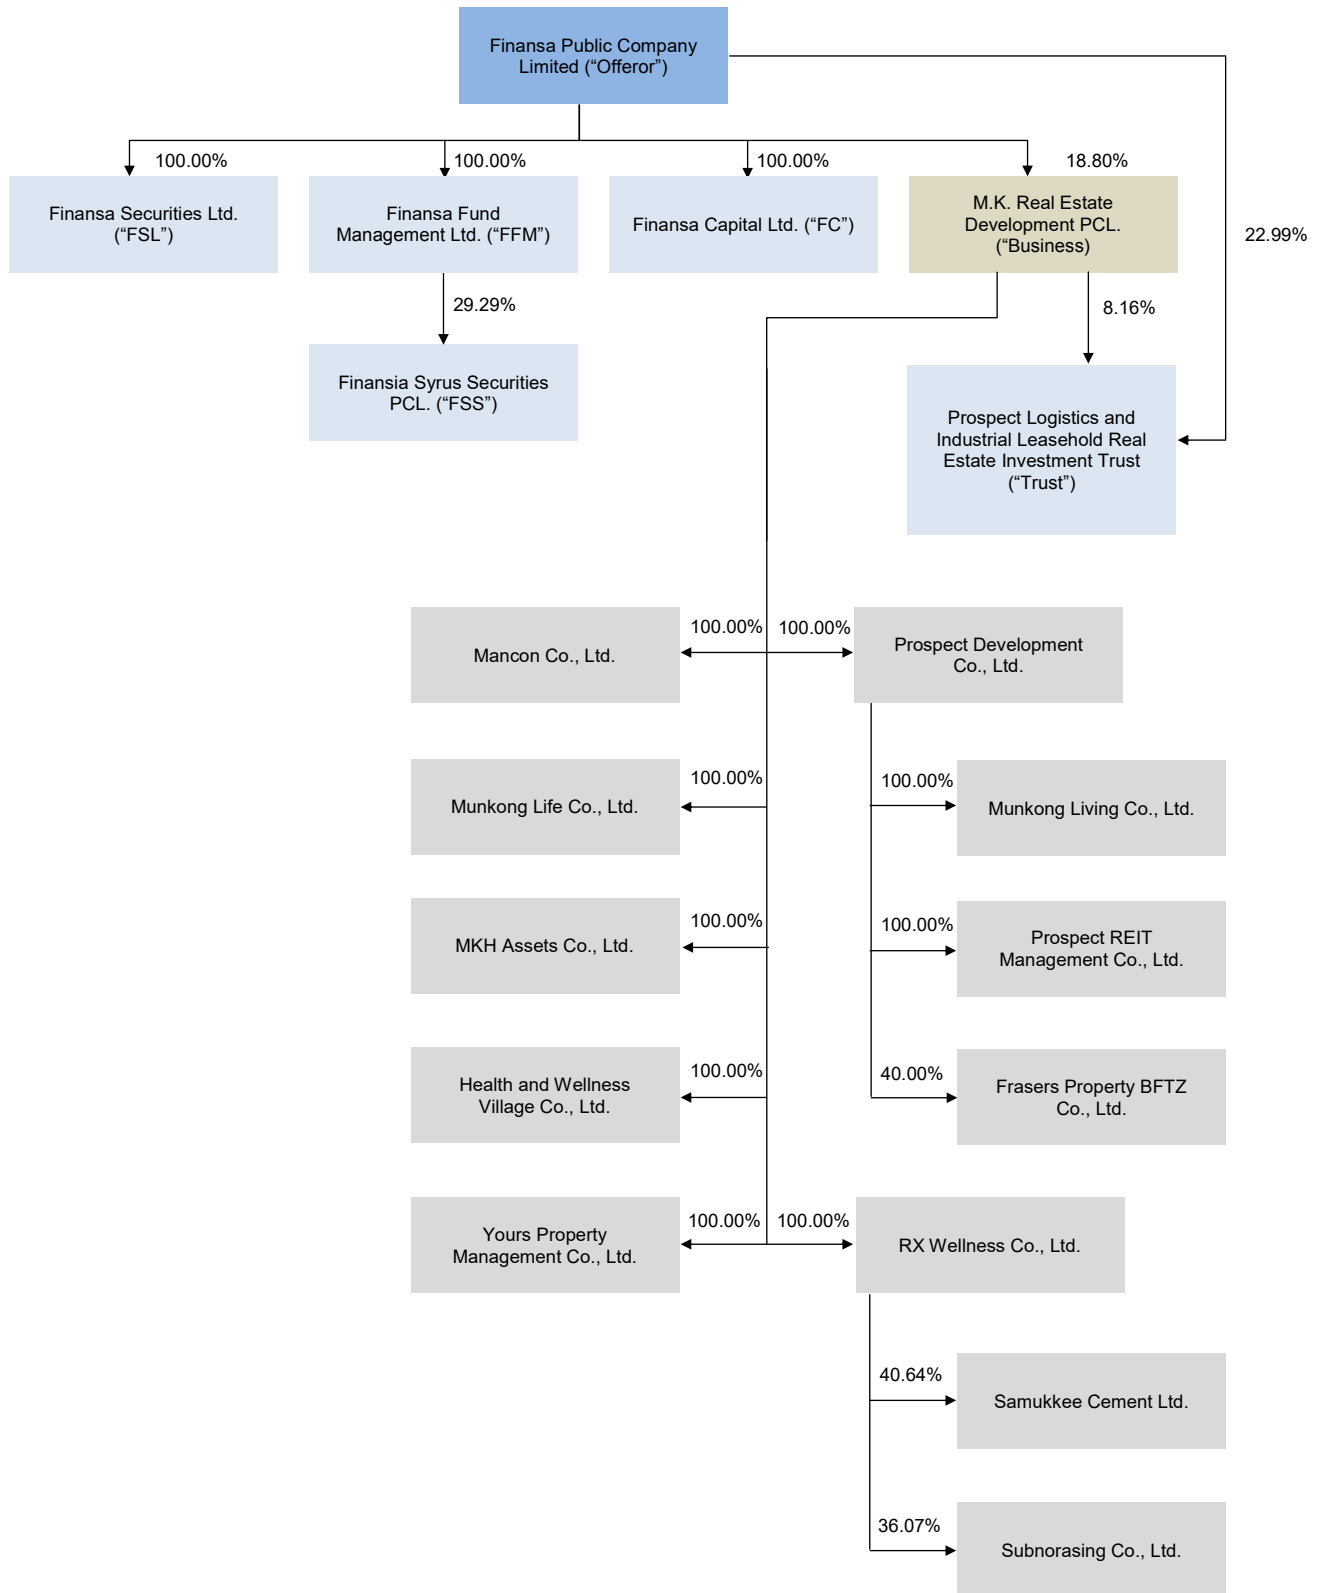 Finansa Public Company
Limited (“Offeror”)
100.00%
100.00%
100.00%
18.80%
Finansa Securities Ltd.
(“FSL”)
Finansa Fund
Management Ltd. (“FFM”)
Finansa Capital Ltd. (“FC”)
M.K. Real Estate
Development PCL.
(“Business)
22.99%
29.29%
8.16%
Finansia Syrus Securities
PCL. (“FSS”)
Prospect Logistics and
Industrial Leasehold Real
Estate Investment Trust
(“Trust”)
100.00%
100.00%
Mancon Co., Ltd.
Prospect Development
Co., Ltd.
100.00%
100.00%
Munkong Life Co., Ltd.
Munkong Living Co., Ltd.
100.00%
100.00%
MKH Assets Co., Ltd.
Prospect REIT
Management Co., Ltd.
100.00%
40.00%
Health and Wellness
Village Co., Ltd.
Frasers Property BFTZ
Co., Ltd.
100.00%
100.00%
Yours Property
Management Co., Ltd.
RX Wellness Co., Ltd.
40.64%
Samukkee Cement Ltd.
36.07%
Subnorasing Co., Ltd.